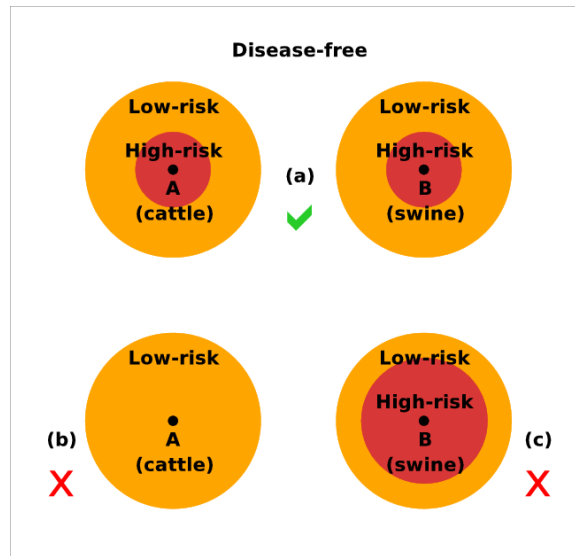 Disease-free
Low-risk
Low-risk
High-risk
High-risk
(a)
A
B
(cattle)
(swine)
Low-risk
Low-risk
High-risk
(b)
A
B
(c)
(cattle)
(swine)
X
X